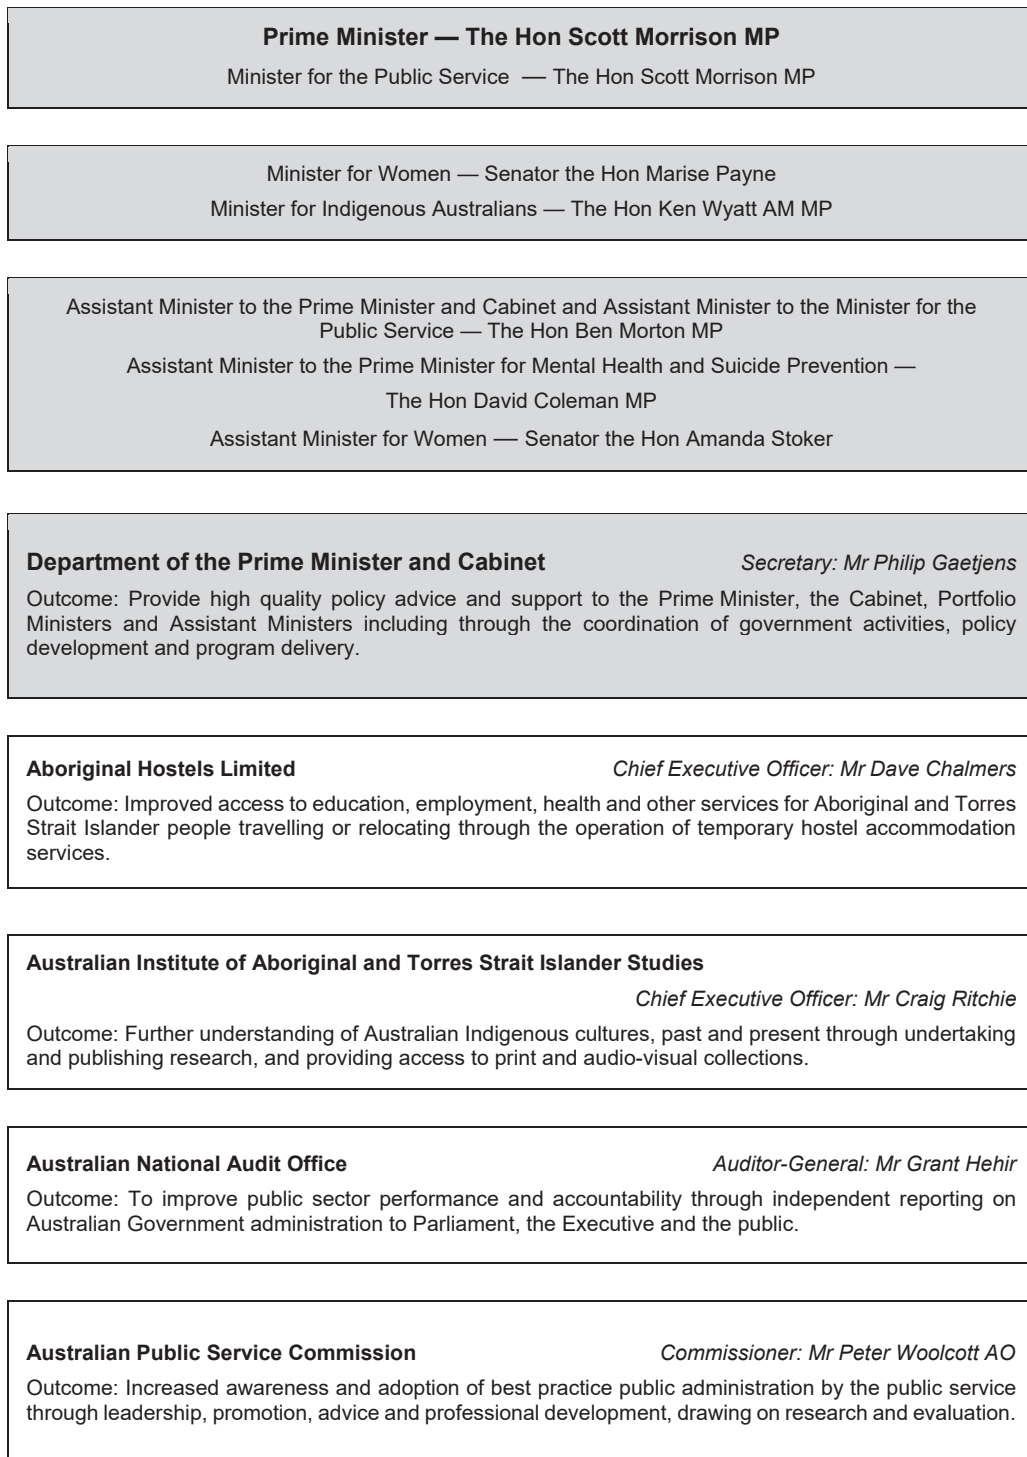 Prime Minister — The Hon Scott Morrison MP
Minister for the Public Service — The Hon Scott Morrison MP
Minister for Women — Senator the Hon Marise Payne
Minister for Indigenous Australians — The Hon Ken Wyatt AM MP
Assistant Minister to the Prime Minister and Cabinet and Assistant Minister to the Minister for the
Public Service — The Hon Ben Morton MP
Assistant Minister to the Prime Minister for Mental Health and Suicide Prevention —
The Hon David Coleman MP
Assistant Minister for Women — Senator the Hon Amanda Stoker
Department of the Prime Minister and Cabinet Secretary: Mr Philip Gaetjens
Outcome: Provide high quality policy advice and support to the Prime Minister, the Cabinet, Portfolio
Ministers and Assistant Ministers including through the coordination of government activities, policy
development and program delivery.
Aboriginal Hostels Limited Chief Executive Officer: Mr Dave Chalmers
Outcome: Improved access to education, employment, health and other services for Aboriginal and Torres
Strait Islander people travelling or relocating through the operation of temporary hostel accommodation
services.
Australian Institute of Aboriginal and Torres Strait Islander Studies
Chief Executive Officer: Mr Craig Ritchie
Outcome: Further understanding of Australian Indigenous cultures, past and present through undertaking
and publishing research, and providing access to print and audio-visual collections.
Australian National Audit Office Auditor-General: Mr Grant Hehir
Outcome: To improve public sector performance and accountability through independent reporting on
Australian Government administration to Parliament, the Executive and the public.
Australian Public Service Commission Commissioner: Mr Peter Woolcott AO
Outcome: Increased awareness and adoption of best practice public administration by the public service
through leadership, promotion, advice and professional development, drawing on research and evaluation.